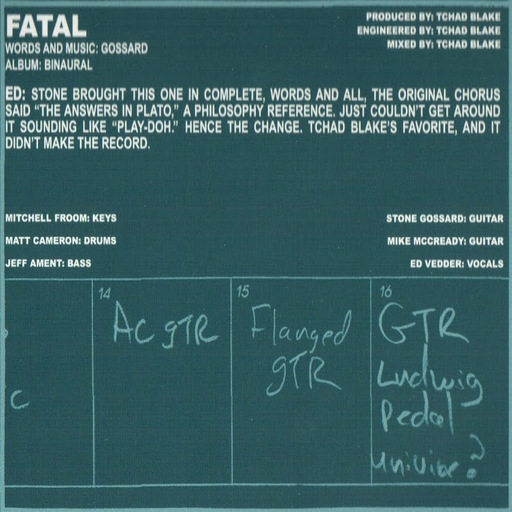 FATAL
WORDS AND MUSIC: GOSSARD
ALBUM: BINAURAL
PRODUCED BY: TCHAD BLAKE
ENGINEERED BY: TCHAD BLAKE
MIXED BY: TCHAD BLAKE
ED: STONE BROUGHT THIS ONE IN COMPLETE, WORDS AND ALL, THE ORIGINAL CHORUS
SAID “THE ANSWERS IN PLATO,” A PHILOSOPHY REFERENCE. JUST COULDN'T GET AROUND
IT SOUNDING LIKE “PLAY-DOH.” HENCE THE CHANGE. TCHAD BLAKE'S FAVORITE, AND IT
DIDN'T MAKE THE RECORD.
MITCHELL FROOM: KEYS
MATT CAMERON: DRUMS
JEFF AMENT: BASS
STONE GOSSARD: GUITAR
MIKE MCCREADY: GUITAR
ED VEDDER: VOCALS
c
14
AC gTR
15
Flanged
gTR
16
GTR
Ludwig
Pedal
univibe?